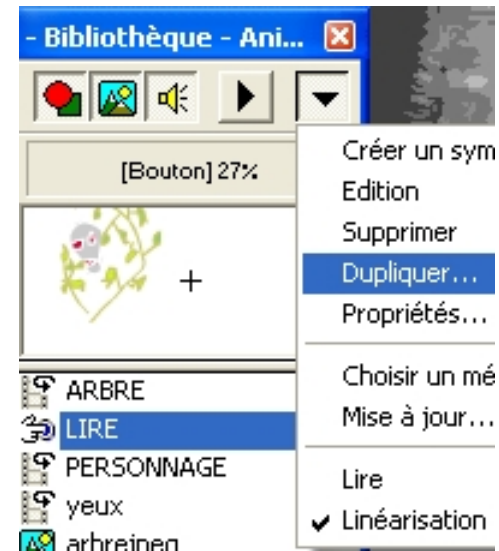 - Bibliothèque - Ani...
[Bouton] 27%
Créer un sym
Edition
Supprimer
Dupliquer...
Propriétés...
Choisir un mé
Mise à jour...
Lire
Linéarisation
ARBRE
LIRE
PERSONNAGE
yeux
arbrejpeg